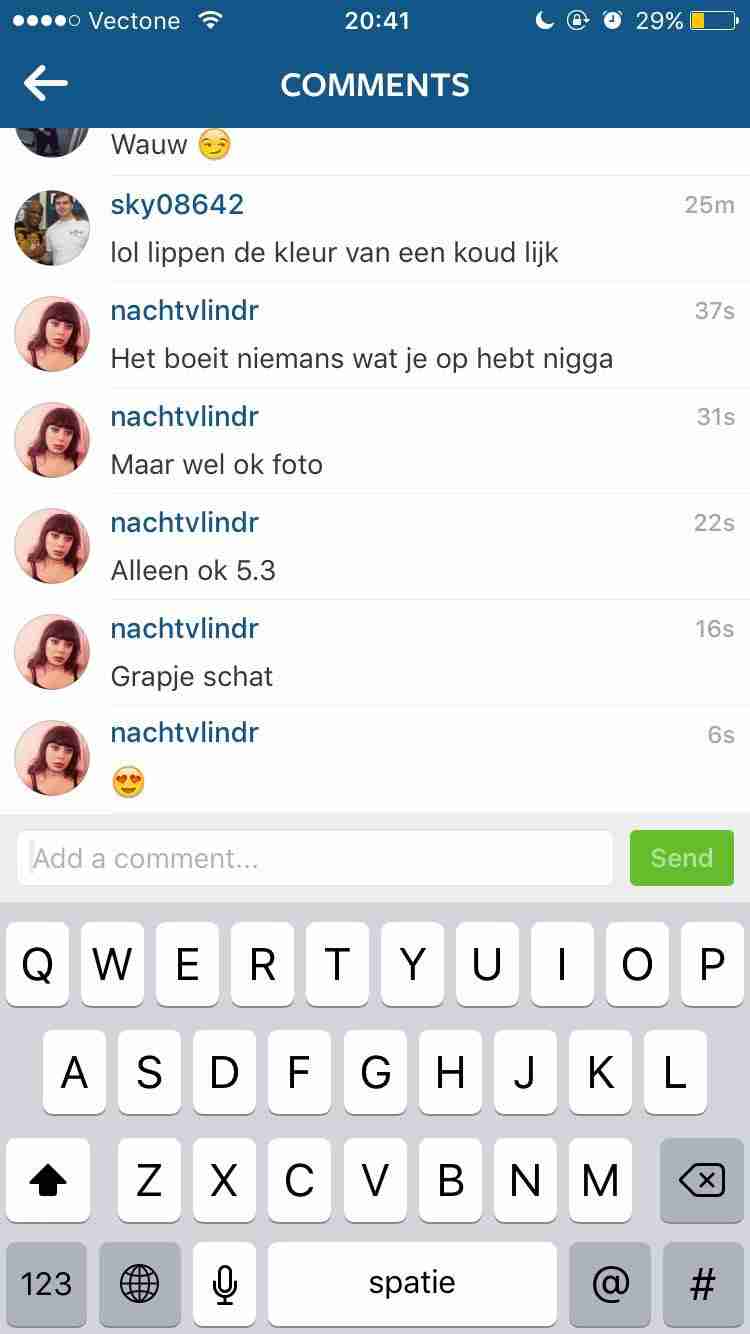 Vectone 20:41 29%
COMMENTS
Wauw 😏
sky08642 25m
lol lippen de kleur van een koud lijk
nachtvlindr 37s
Het boeit niemans wat je op hebt nigga
nachtvlindr 31s
Maar wel ok foto
nachtvlindr 22s
Alleen ok 5.3
nachtvlindr 16s
Grapje schat
nachtvlindr 6s
😍
Add a comment... Send
Q W E R T Y U I O P
A S D F G H J K L
Z X C V B N M
123 spatie @ #